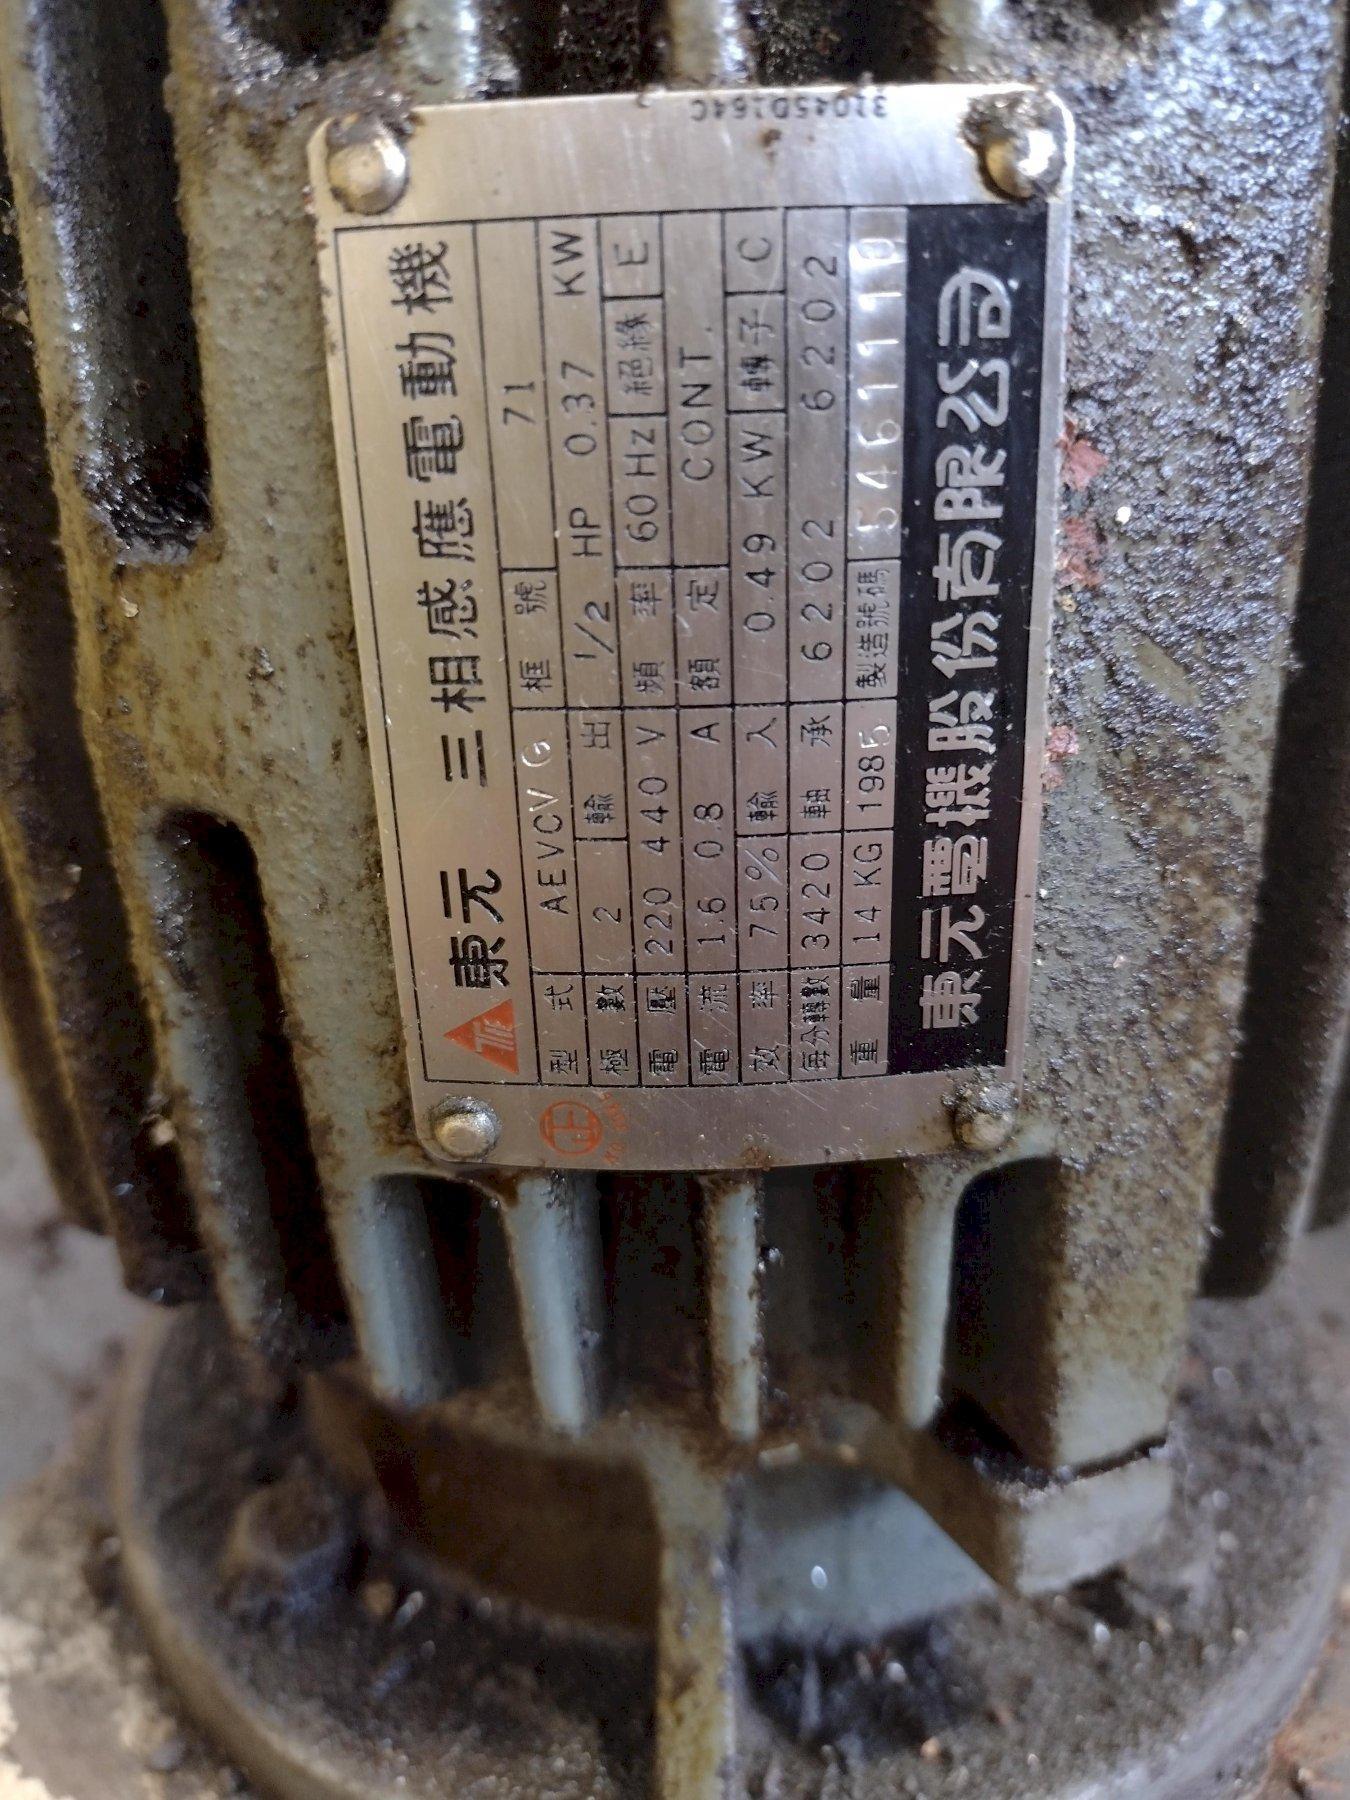 31045D164C
TIE 東元 三相感應電動機
型式 AEVCVG 框號 71
極數 2 輸出 1/2 HP 0.37 KW
電壓 220 440 V 頻率 60 Hz 絕緣 E
電流 1.6 0.8 A 額定 CONT.
效率 75% 輸入 0.49 KW 轉子 C
每分轉數 3420 軸承 6202 6202
重量 14 KG 1985 製造號碼 5461119
東元電機股份有限公司